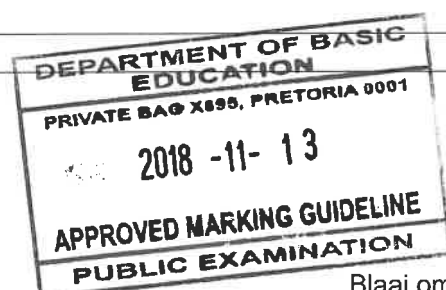 DEPARTMENT OF BASIC
EDUCATION
PRIVATE BAG X895, PRETORIA 0001
2018 -11- 13
APPROVED MARKING GUIDELINE
PUBLIC EXAMINATION
Blaai om